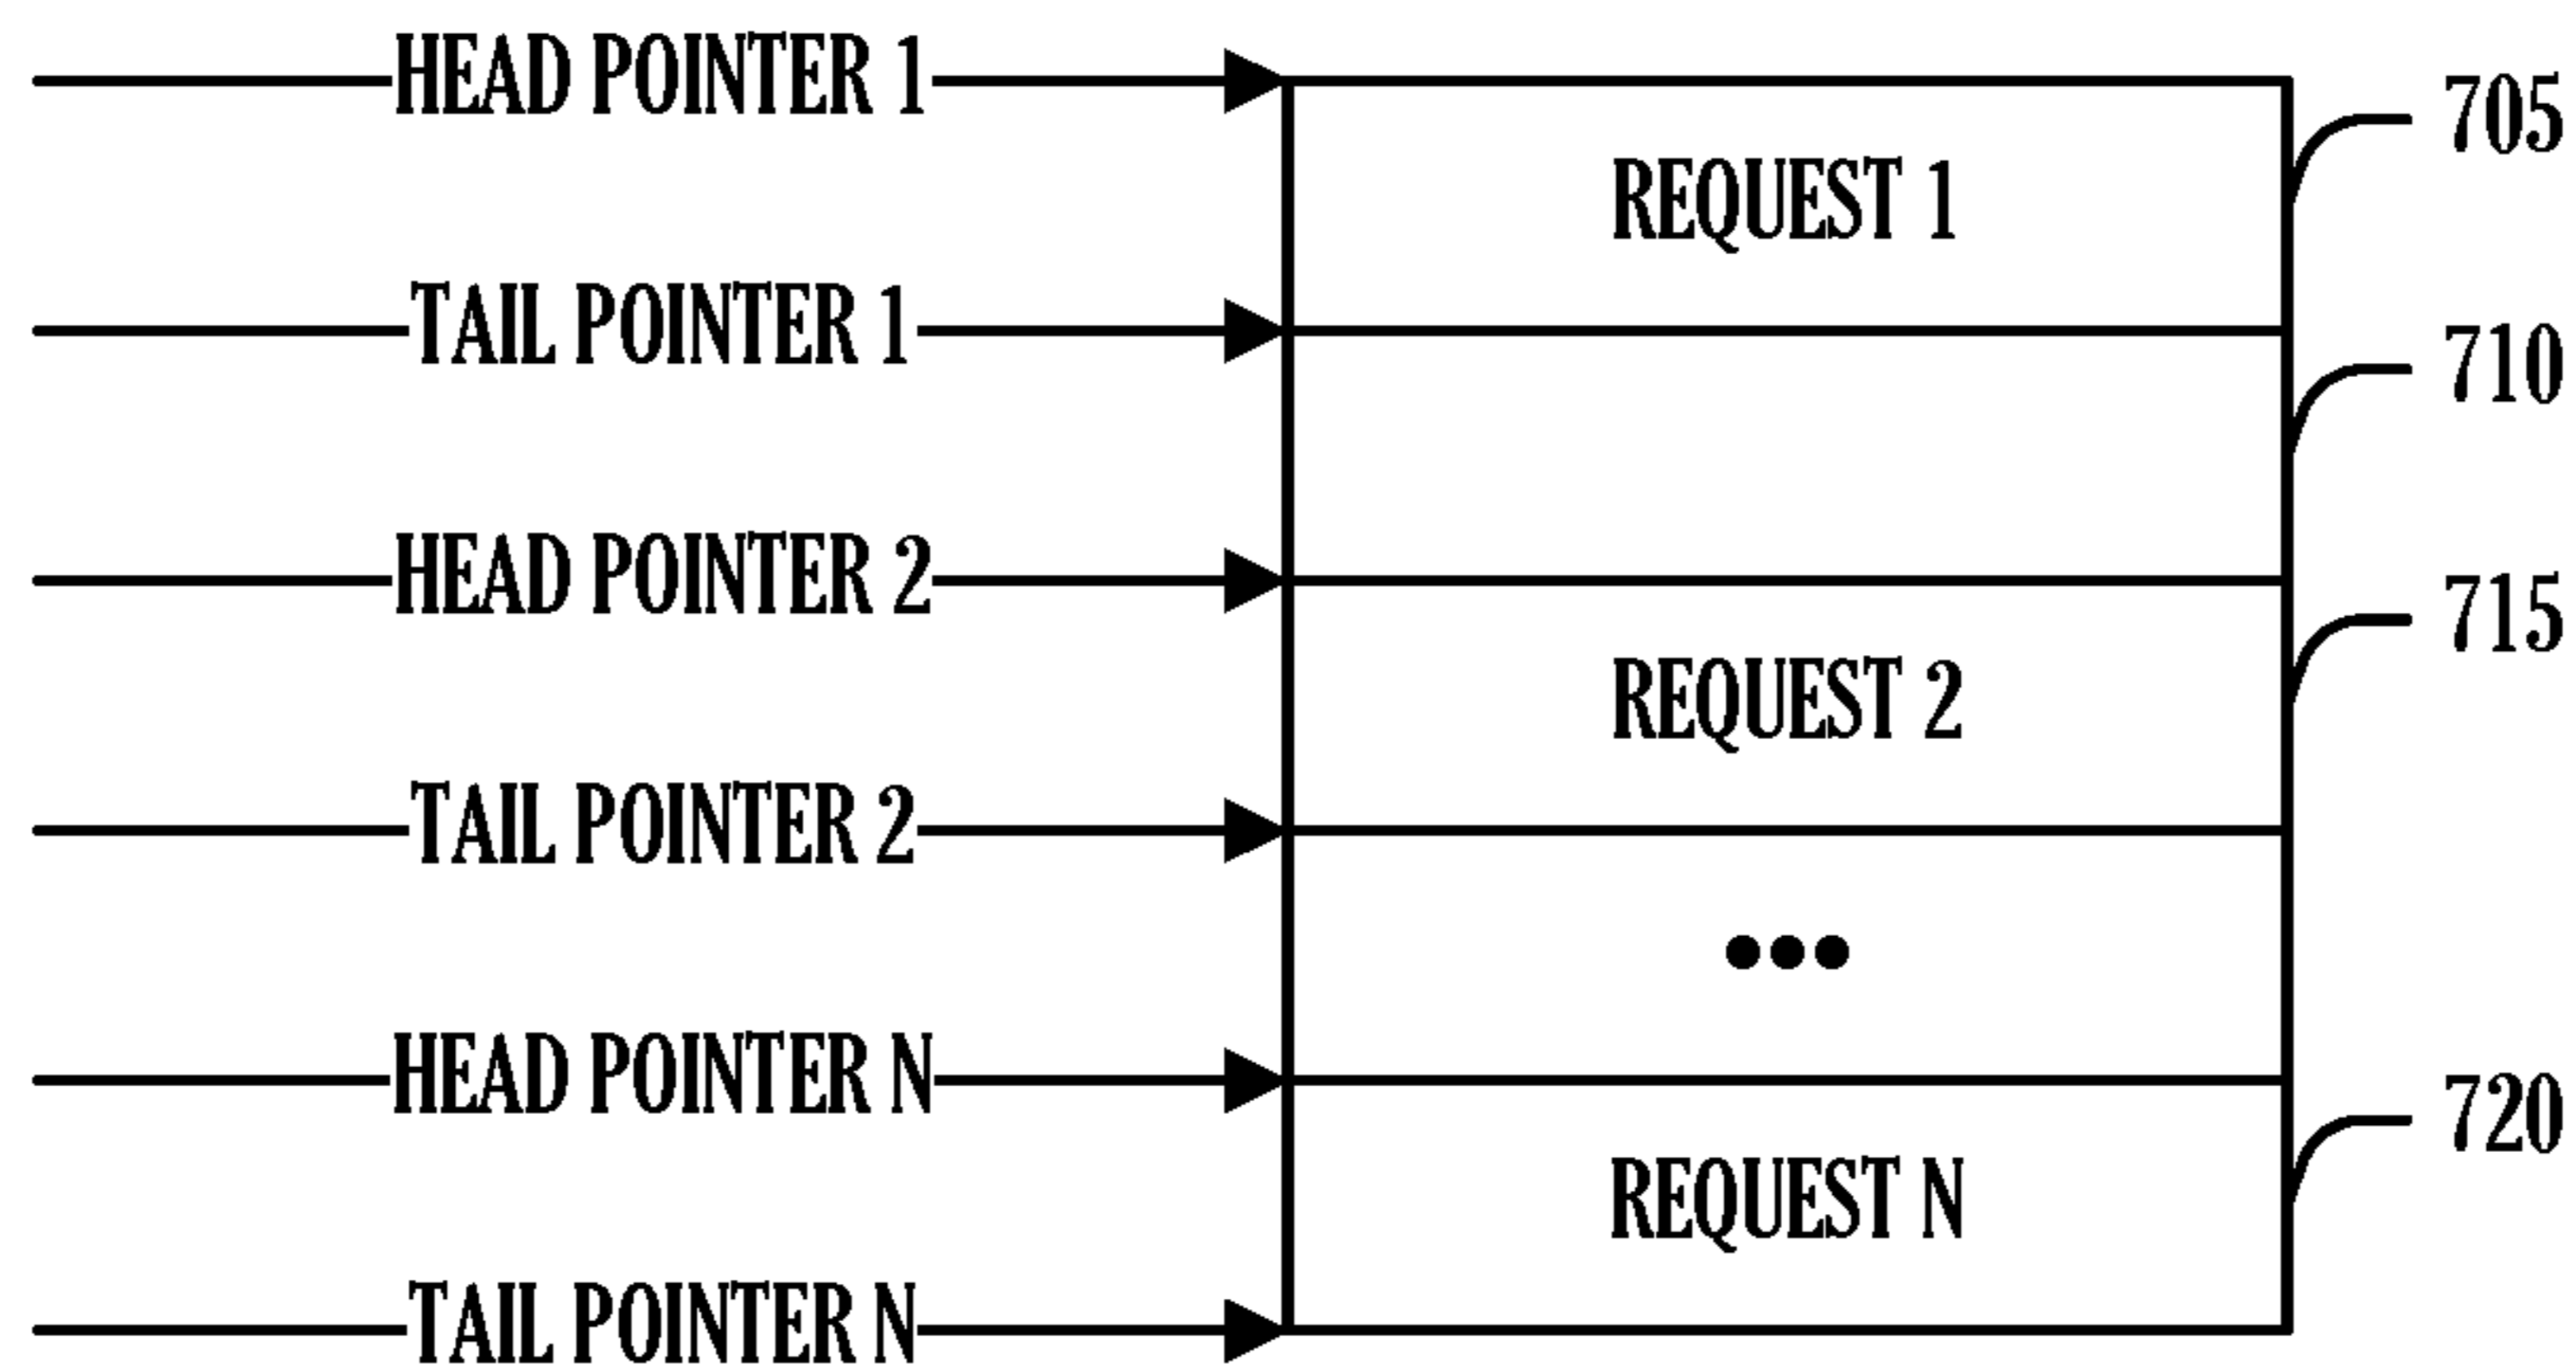 HEAD POINTER 1
705
REQUEST 1
TAIL POINTER 1
710
HEAD POINTER 2
715
REQUEST 2
TAIL POINTER 2
•••
HEAD POINTER N
720
REQUEST N
TAIL POINTER N